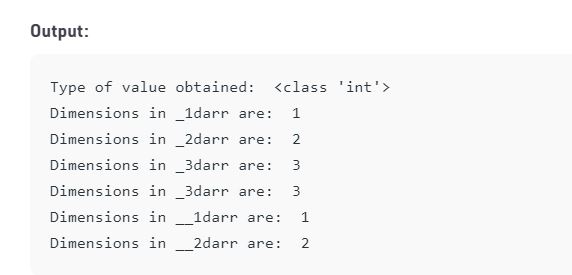 Output:
Type of value obtained:  <class 'int'>
Dimensions in _1darr are:  1
Dimensions in _2darr are:  2
Dimensions in _3darr are:  3
Dimensions in _3darr are:  3
Dimensions in __1darr are:  1
Dimensions in __2darr are:  2